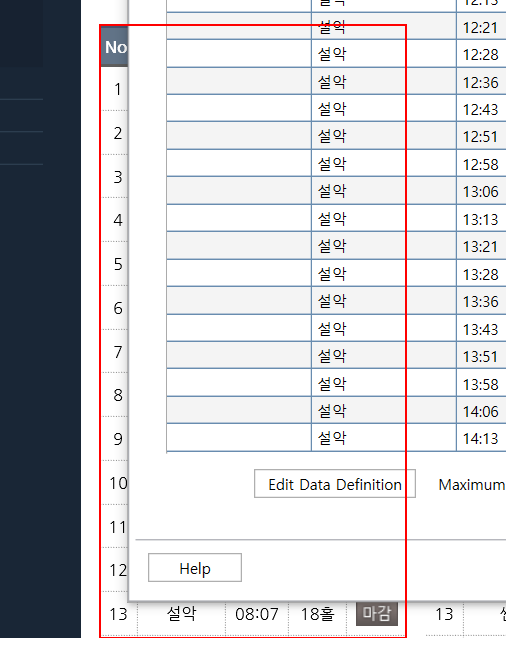 설악 12:13
설악 12:21
No 설악 12:28
설악 12:36
1 설악 12:43
2 설악 12:51
설악 12:58
3 설악 13:06
4 설악 13:13
설악 13:21
5 설악 13:28
6 설악 13:36
설악 13:43
7 설악 13:51
8 설악 13:58
설악 14:06
9 설악 14:13
10 Edit Data Definition Maximum
11
12 Help
13 설악 08:07 18홀 마감 13